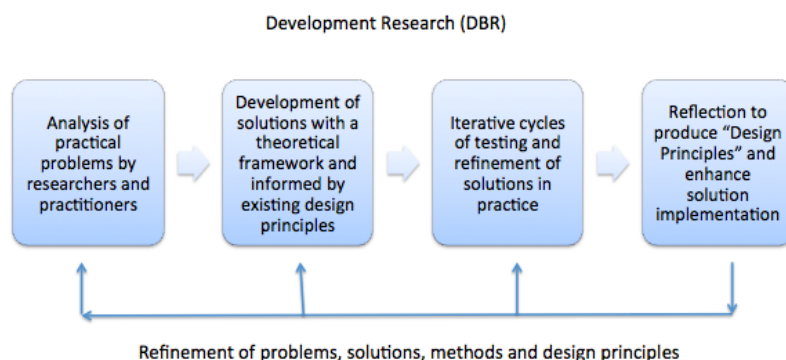 Development Research (DBR)
Analysis of
practical
problems by
researchers and
practitioners
Development of
solutions with a
theoretical
framework and
informed by
existing design
principles
Iterative cycles
of testing and
refinement of
solutions in
practice
Reflection to
produce “Design
Principles” and
enhance
solution
implementation
Refinement of problems, solutions, methods and design principles